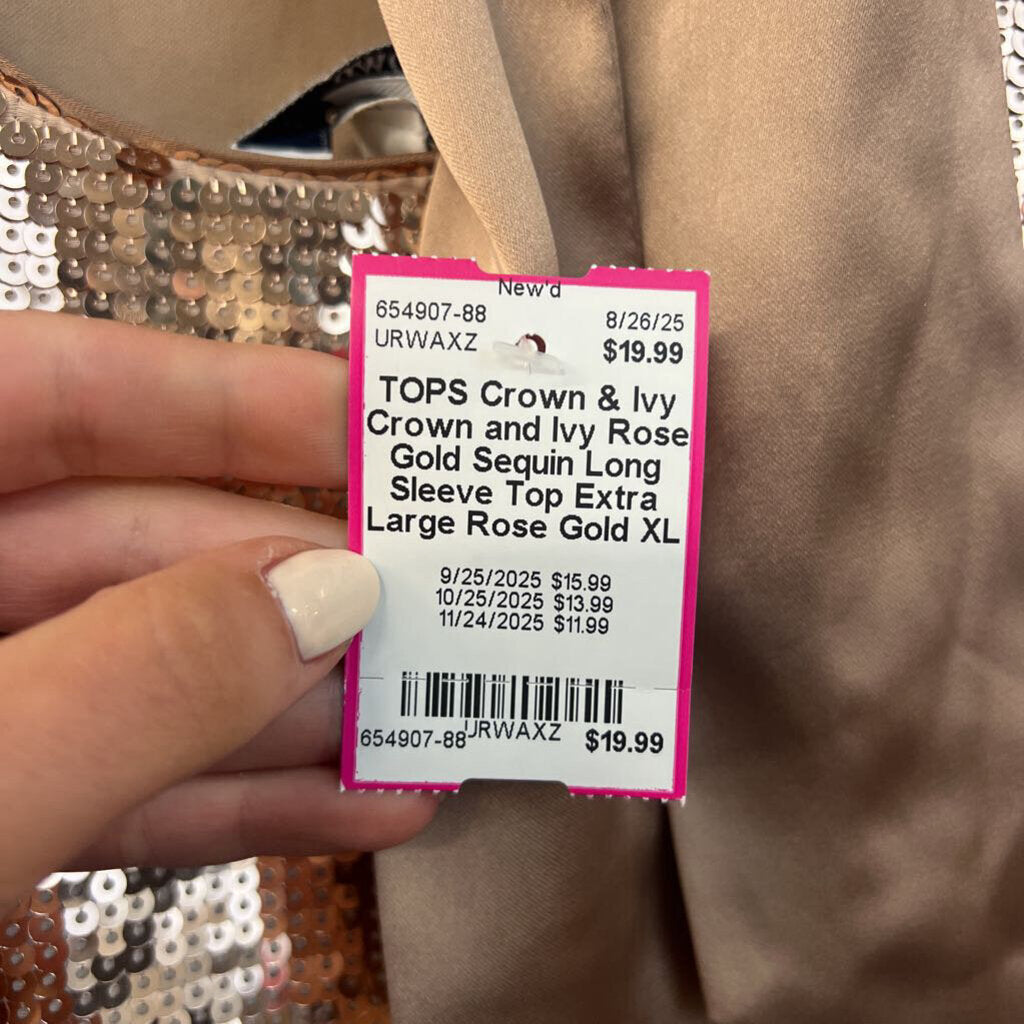 New'd
654907-88 8/26/25
URWAXZ $19.99
TOPS Crown & Ivy
Crown and Ivy Rose
Gold Sequin Long
Sleeve Top Extra
Large Rose Gold XL
9/25/2025 $15.99
10/25/2025 $13.99
11/24/2025 $11.99
654907-88 URWAXZ $19.99